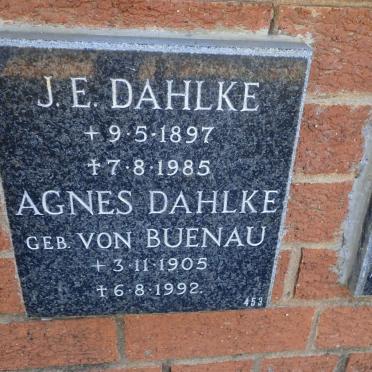 J. E. DAHLKE
+ 9·5·1897
✝ 7·8·1985
AGNES DAHLKE
GEB. VON BUENAU
+ 3·11·1905
✝ 6·8·1992.
453